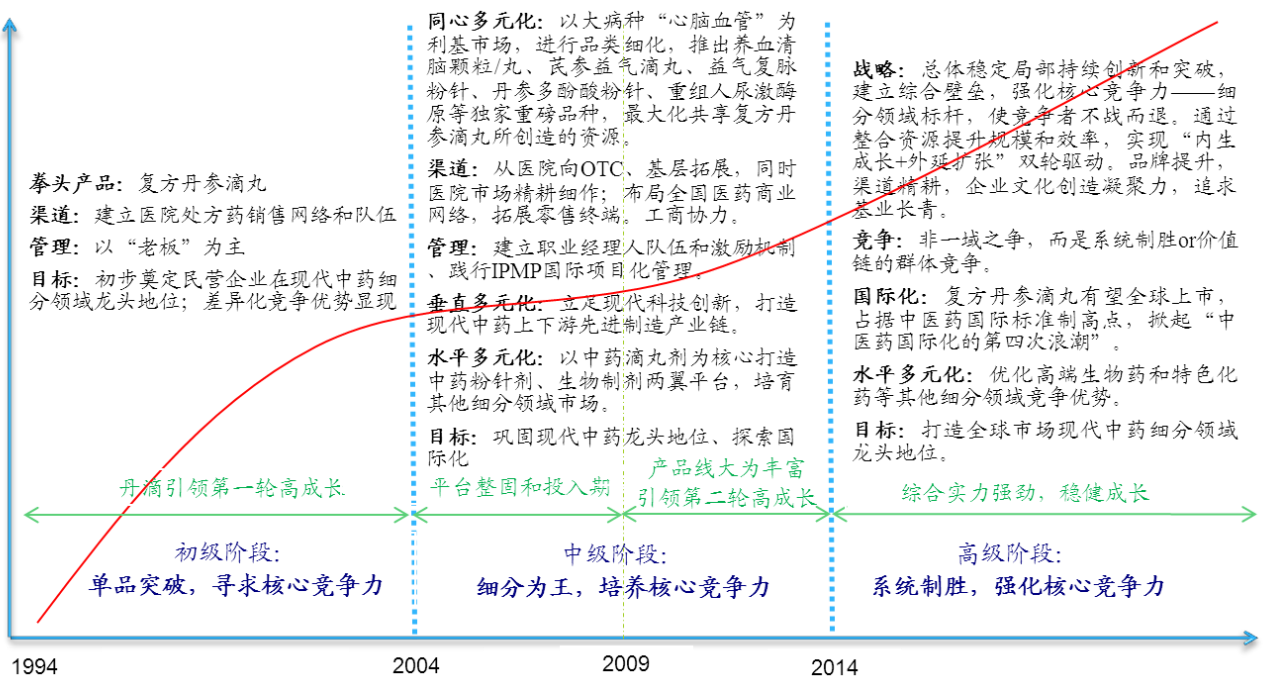 拳头产品：复方丹参滴丸
渠道：建立医院处方药销售网络和队伍
管理：以“老板”为主
目标：初步奠定民营企业在现代中药细
分领域龙头地位；差异化竞争优势显现
同心多元化：以大病种“心脑血管”为
利基市场，进行品类细化，推出养血清
脑颗粒/丸、芪参益气滴丸、益气复脉
粉针、丹参多酚酸粉针、重组人尿激酶
原等独家重磅品种，最大化共享复方丹
参滴丸所创造的资源。
渠道：从医院向OTC、基层拓展，同时
医院市场精耕细作；布局全国医药商业
网络，拓展零售终端。工商协力。
管理：建立职业经理人队伍和激励机制
、践行IPMP国际项目化管理。
垂直多元化：立足现代科技创新，打造
现代中药上下游先进制造产业链。
水平多元化：以中药滴丸剂为核心打造
中药粉针剂、生物制剂两翼平台，培育
其他细分领域市场。
目标：巩固现代中药龙头地位、探索国
际化
战略：总体稳定局部持续创新和突破，
建立综合壁垒，强化核心竞争力——细
分领域标杆，使竞争者不战而退。通过
整合资源提升规模和效率，实现“内生
成长+外延扩张”双轮驱动。品牌提升，
渠道精耕，企业文化创造凝聚力，追求
基业长青。
竞争：非一域之争，而是系统制胜or价值
链的群体竞争。
国际化：复方丹参滴丸有望全球上市，
占据中医药国际标准制高点，掀起“中
医药国际化的第四次浪潮”。
水平多元化：优化高端生物药和特色化
药等其他细分领域竞争优势。
目标：打造全球市场现代中药细分领域
龙头地位。
丹滴引领第一轮高成长
平台整固和投入期
产品线大为丰富
引领第二轮高成长
综合实力强劲，稳健成长
初级阶段：
单品突破，寻求核心竞争力
中级阶段：
细分为王，培养核心竞争力
高级阶段：
系统制胜，强化核心竞争力
1994
2004
2009
2014